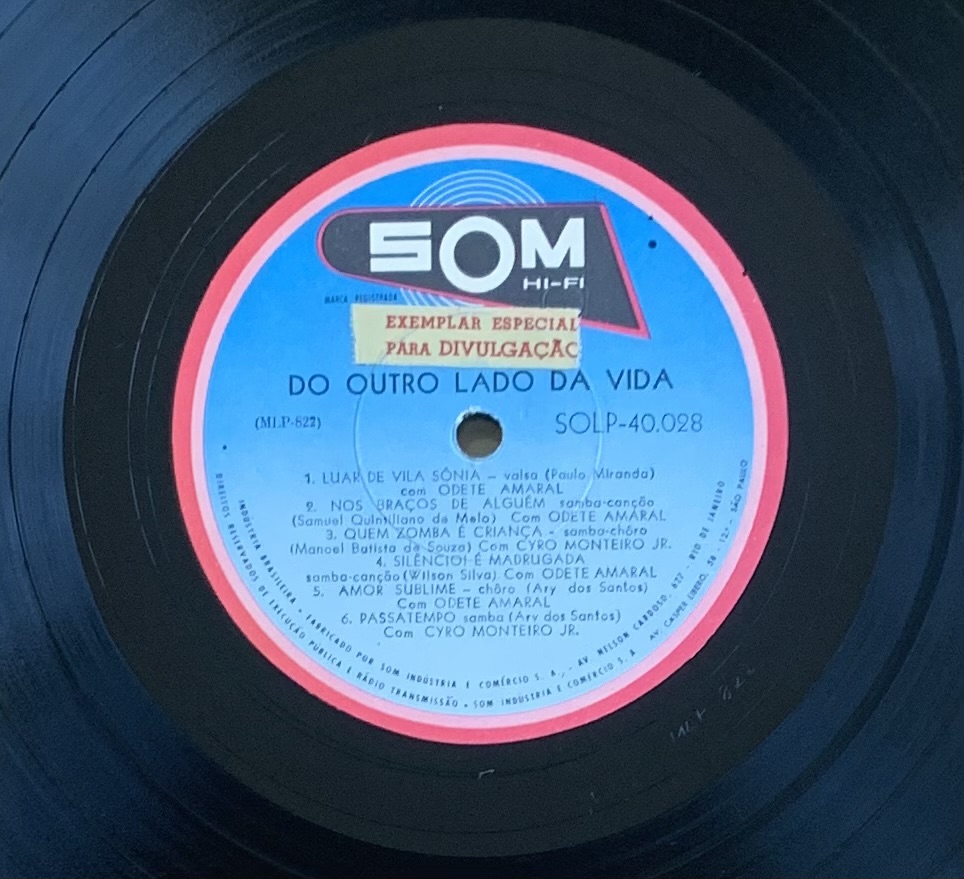 SOM
HI-FI
MARCA REGISTRADA
EXEMPLAR ESPECIAL
PARA DIVULGAÇÃO
DO OUTRO LADO DA VIDA
(MLP-822) SOLP-40.028
1. LUAR DE VILA SÔNIA – valsa (Paulo Miranda)
com ODETE AMARAL
2. NOS BRAÇOS DE ALGUÉM samba-canção
(Samuel Quintiliano de Melo) Com ODETE AMARAL
3. QUEM ZOMBA É CRIANÇA - samba-chôro
(Manoel Batista de Souza) Com CYRO MONTEIRO JR.
4. SILÊNCIO! É MADRUGADA
samba-canção (Wilson Silva) Com ODETE AMARAL
5. AMOR SUBLIME – chôro (Ary dos Santos)
Com ODETE AMARAL
6. PASSATEMPO samba (Ary dos Santos)
Com CYRO MONTEIRO JR.
INDÚSTRIA BRASILEIRA • FABRICADO POR SOM INDÚSTRIA E COMÉRCIO S. A., - AV. NELSON CARDOSO, 627 - RIO DE JANEIRO
DIREITOS RESERVADOS DE EXECUÇÃO PÚBLICA E RÁDIO TRANSMISSÃO • SOM INDÚSTRIA E COMÉRCIO S. A. AV. CASPER LIBERO, 58 - 12º - SÃO PAULO